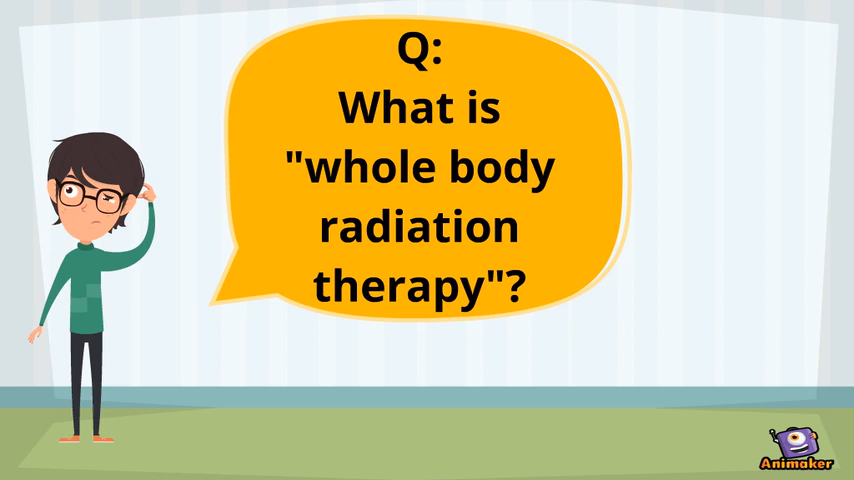 Q:
What is
"whole body
radiation
therapy"?
Animaker